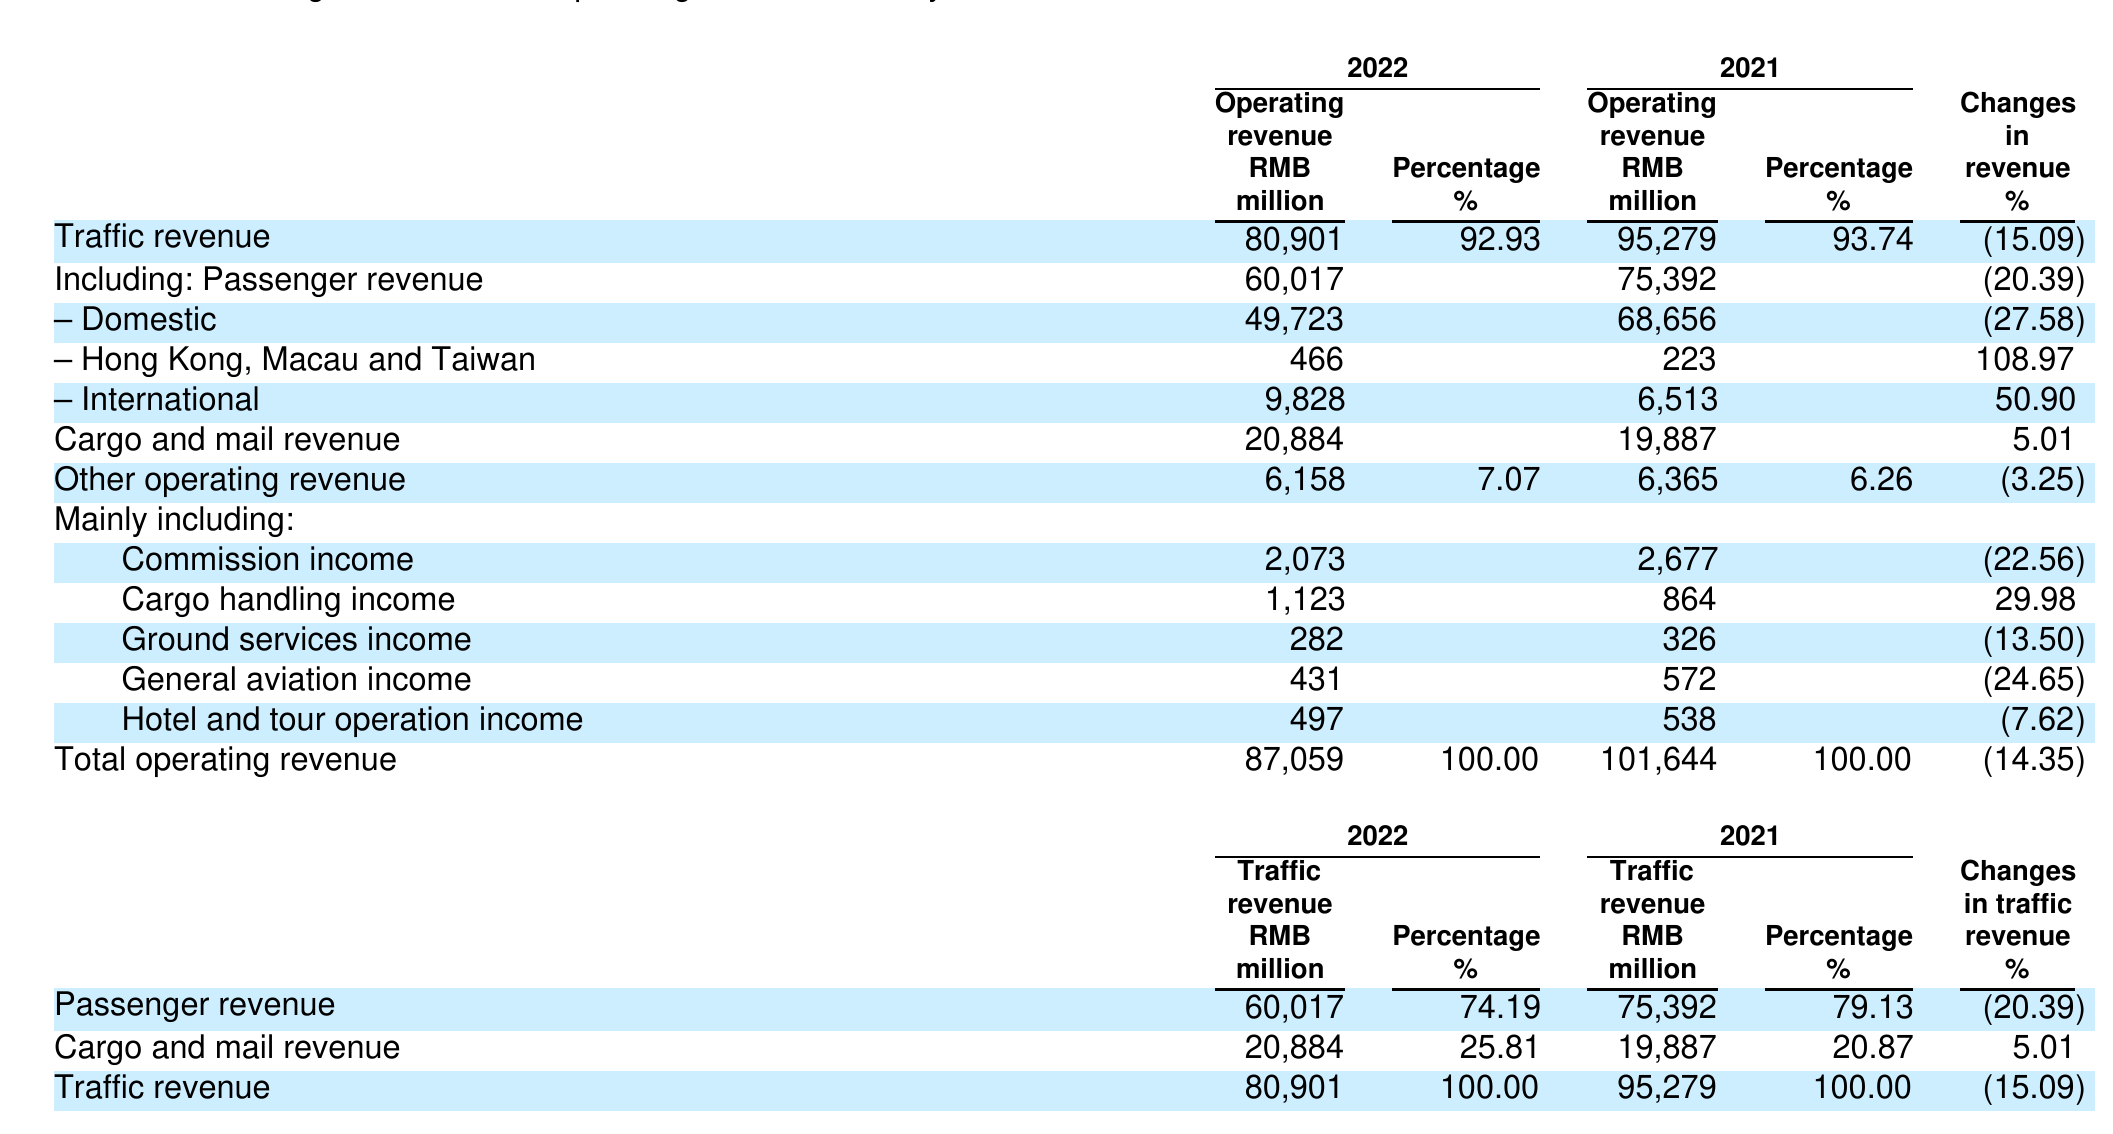 2022 2021
Operating Operating Changes
revenue revenue in
RMB Percentage RMB Percentage revenue
million % million % %
Traffic revenue 80,901 92.93 95,279 93.74 (15.09)
Including: Passenger revenue 60,017 75,392 (20.39)
– Domestic 49,723 68,656 (27.58)
– Hong Kong, Macau and Taiwan 466 223 108.97
– International 9,828 6,513 50.90
Cargo and mail revenue 20,884 19,887 5.01
Other operating revenue 6,158 7.07 6,365 6.26 (3.25)
Mainly including:
Commission income 2,073 2,677 (22.56)
Cargo handling income 1,123 864 29.98
Ground services income 282 326 (13.50)
General aviation income 431 572 (24.65)
Hotel and tour operation income 497 538 (7.62)
Total operating revenue 87,059 100.00 101,644 100.00 (14.35)
2022 2021
Traffic Traffic Changes
revenue revenue in traffic
RMB Percentage RMB Percentage revenue
million % million % %
Passenger revenue 60,017 74.19 75,392 79.13 (20.39)
Cargo and mail revenue 20,884 25.81 19,887 20.87 5.01
Traffic revenue 80,901 100.00 95,279 100.00 (15.09)